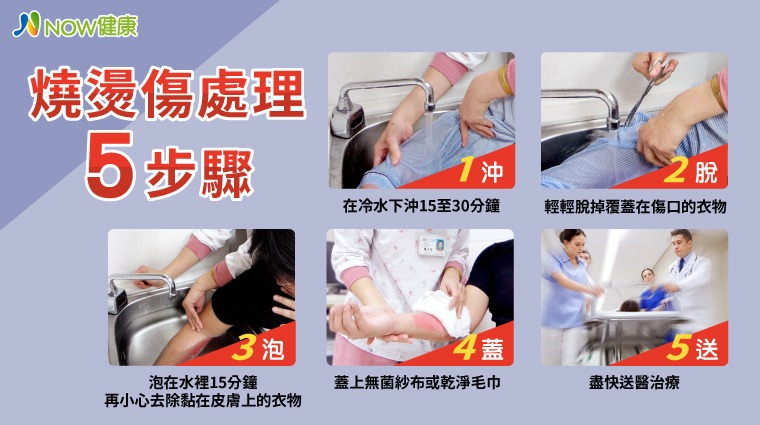 NOW健康
燒燙傷處理
5步驟
1 沖
在冷水下沖15至30分鐘
2 脫
輕輕脫掉覆蓋在傷口的衣物
3 泡
泡在水裡15分鐘
再小心去除黏在皮膚上的衣物
4 蓋
蓋上無菌紗布或乾淨毛巾
5 送
盡快送醫治療